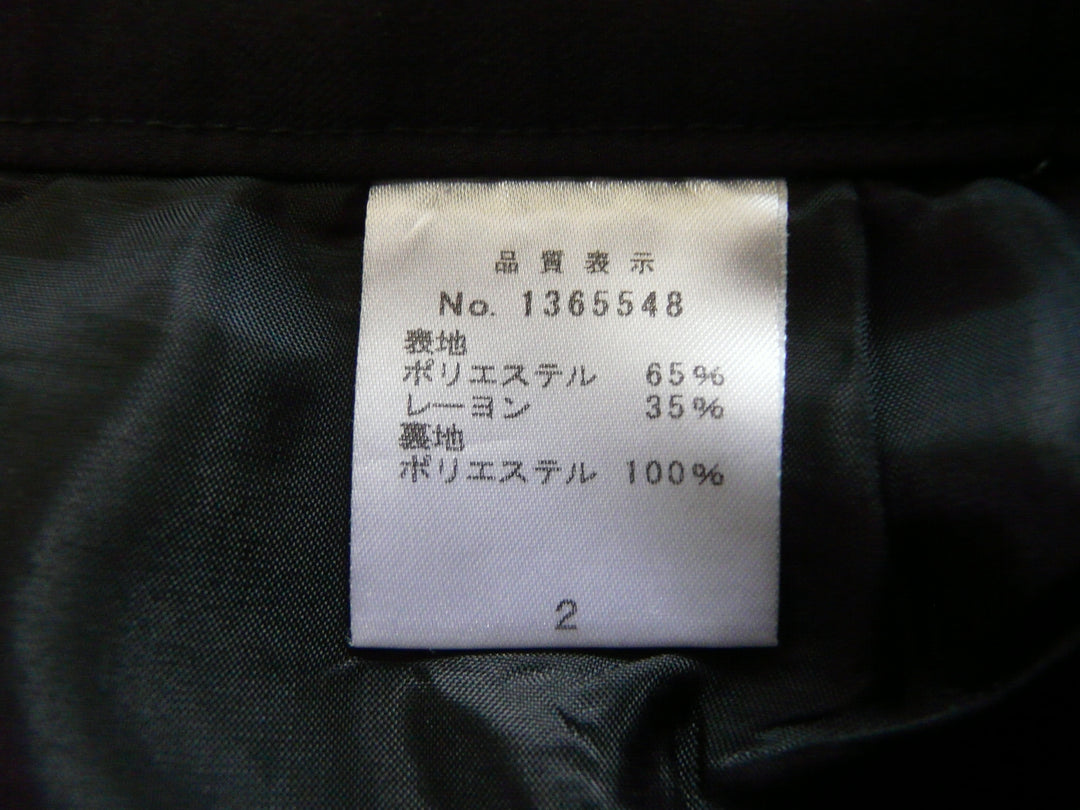 品質表示
No. 1365548
表地
ポリエステル 65%
レーヨン 35%
裏地
ポリエステル 100%
2